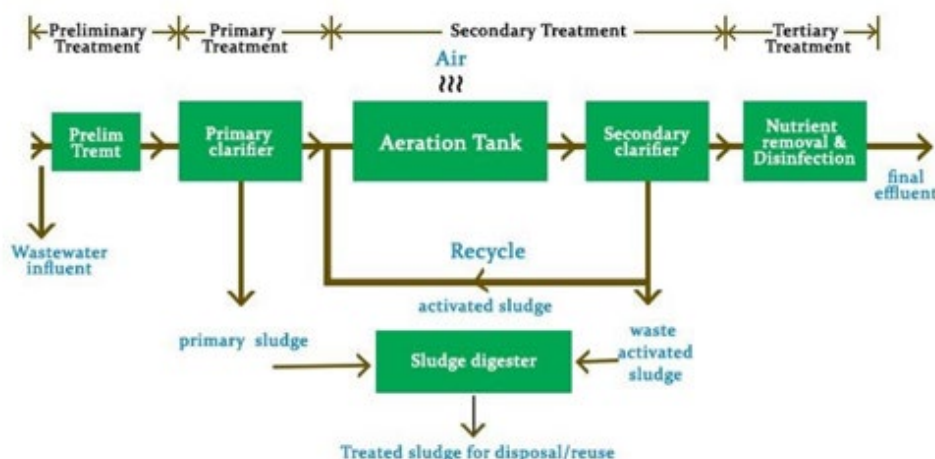 Preliminary
Treatment
Primary
Treatment
Secondary Treatment
Tertiary
Treatment
Air
Prelim
Tremt
Primary
clarifier
Aeration Tank
Secondary
clarifier
Nutrient
removal &
Disinfection
final
effluent
Wastewater
influent
Recycle
activated sludge
primary sludge
Sludge digester
waste
activated
sludge
Treated sludge for disposal/reuse